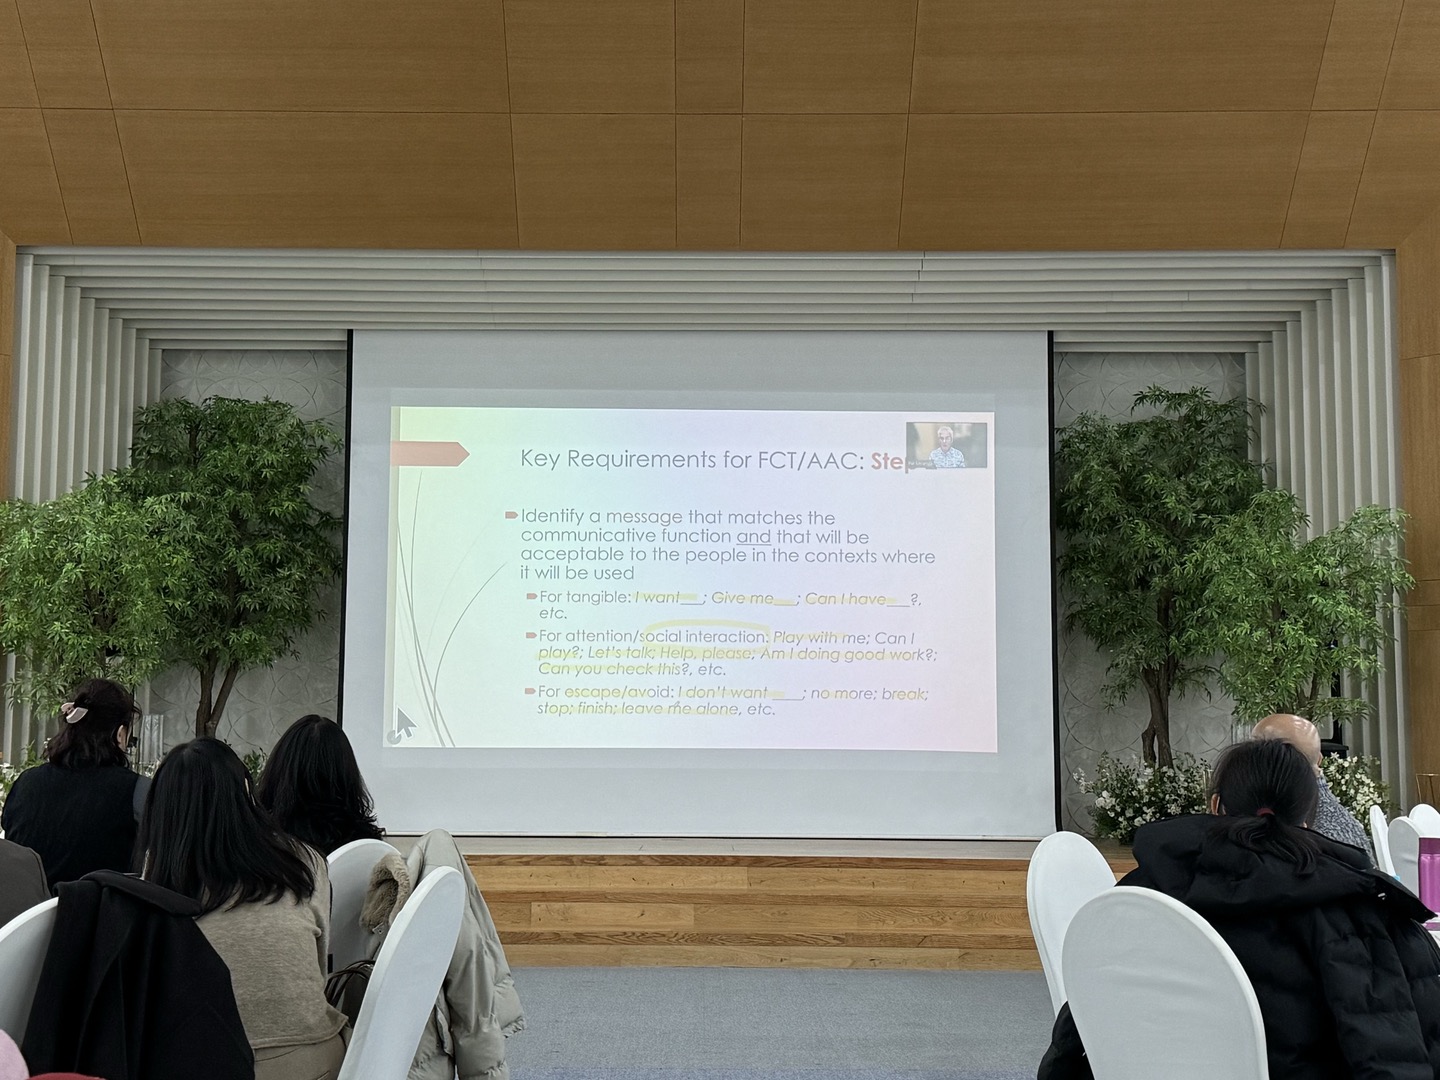 Key Requirements for FCT/AAC: Step
Identify a message that matches the
communicative function and that will be
acceptable to the people in the contexts where
it will be used
For tangible: I want___; Give me___; Can I have___?,
etc.
For attention/social interaction: Play with me; Can I
play?; Let's talk; Help, please; Am I doing good work?;
Can you check this?, etc.
For escape/avoid: I don't want ____; no more; break;
stop; finish; leave me alone, etc.